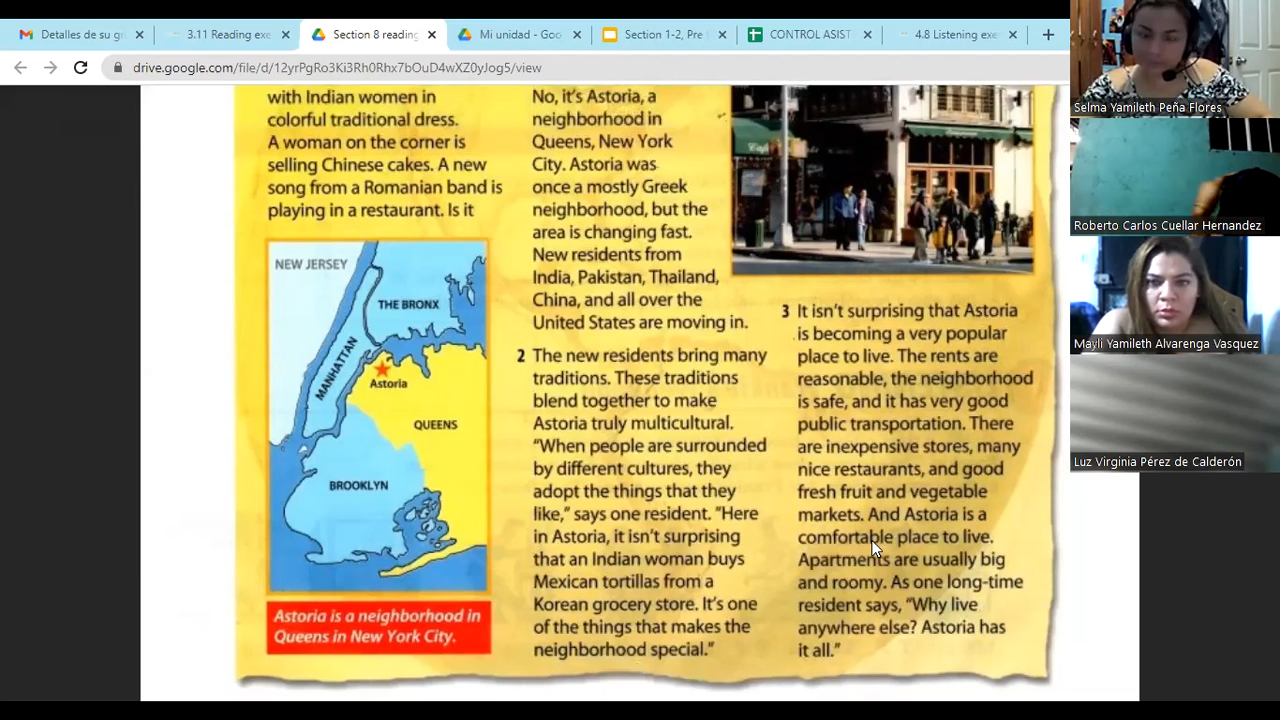 Detalles de su gr
3.11 Reading exe
Section 8 reading
Mi unidad - Goo
Section 1-2, Pre I
CONTROL ASIST
4.8 Listening exe
drive.google.com/file/d/12yrPgRo3Ki3Rh0Rhx7bOuD4wXZ0yJog5/view
with Indian women in
colorful traditional dress.
A woman on the corner is
selling Chinese cakes. A new
song from a Romanian band is
playing in a restaurant. Is it
NEW JERSEY
THE BRONX
MANHATTAN
Astoria
QUEENS
BROOKLYN
Astoria is a neighborhood in
Queens in New York City.
No, it's Astoria, a
neighborhood in
Queens, New York
City. Astoria was
once a mostly Greek
neighborhood, but the
area is changing fast.
New residents from
India, Pakistan, Thailand,
China, and all over the
United States are moving in.
2 The new residents bring many
traditions. These traditions
blend together to make
Astoria truly multicultural.
"When people are surrounded
by different cultures, they
adopt the things that they
like," says one resident. "Here
in Astoria, it isn't surprising
that an Indian woman buys
Mexican tortillas from a
Korean grocery store. It's one
of the things that makes the
neighborhood special."
3 It isn't surprising that Astoria
is becoming a very popular
place to live. The rents are
reasonable, the neighborhood
is safe, and it has very good
public transportation. There
are inexpensive stores, many
nice restaurants, and good
fresh fruit and vegetable
markets. And Astoria is a
comfortable place to live.
Apartments are usually big
and roomy. As one long-time
resident says, "Why live
anywhere else? Astoria has
it all."
Selma Yamileth Peña Flores
Roberto Carlos Cuellar Hernandez
Mayli Yamileth Alvarenga Vasquez
Luz Virginia Pérez de Calderón